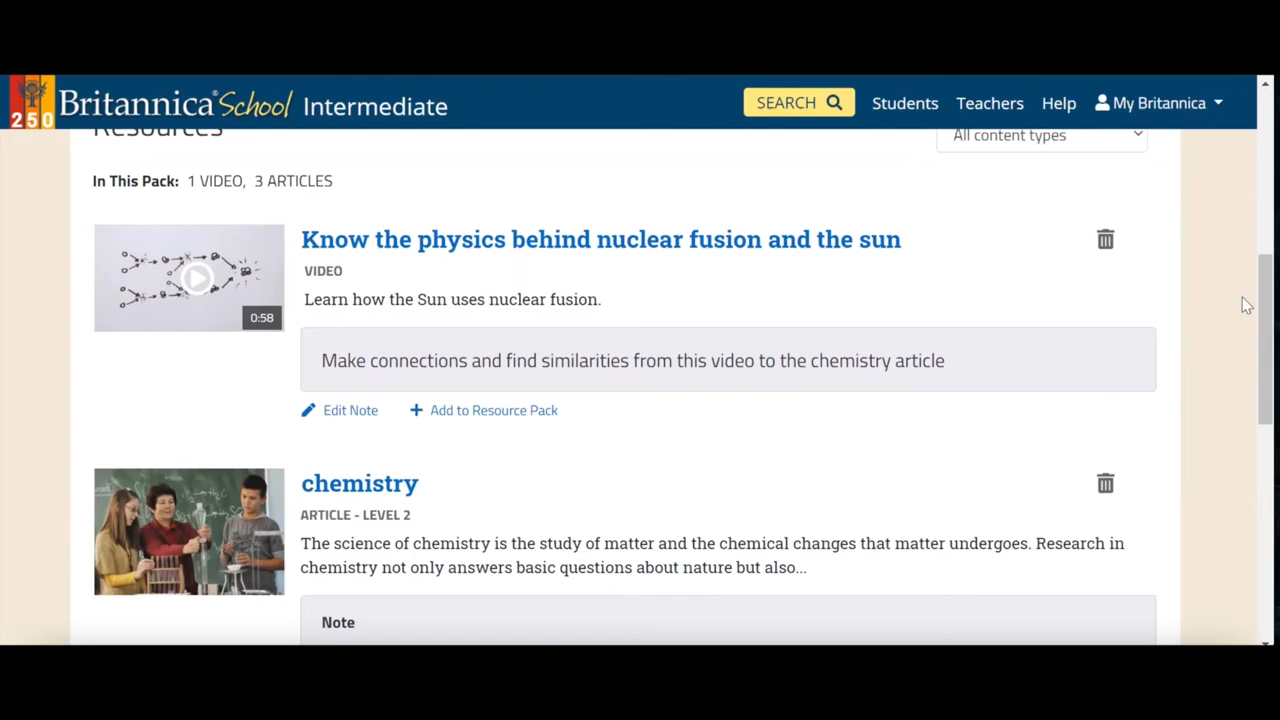 250
Britannica School Intermediate
SEARCH
Students
Teachers
Help
My Britannica
Resources
All content types
In This Pack: 1 VIDEO, 3 ARTICLES
0:58
Know the physics behind nuclear fusion and the sun
VIDEO
Learn how the Sun uses nuclear fusion.
Make connections and find similarities from this video to the chemistry article
Edit Note
+ Add to Resource Pack
chemistry
ARTICLE - LEVEL 2
The science of chemistry is the study of matter and the chemical changes that matter undergoes. Research in
chemistry not only answers basic questions about nature but also...
Note